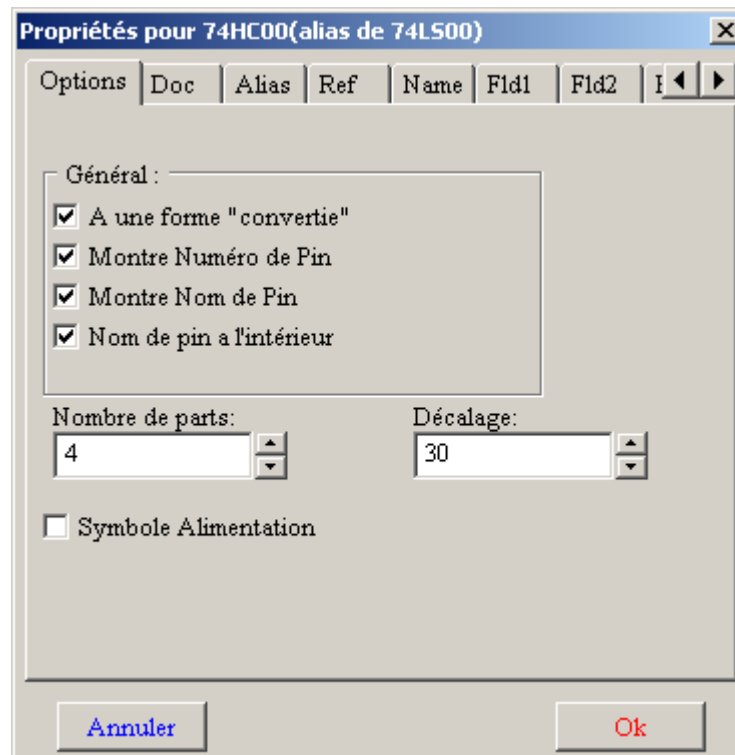 Propriétés pour 74HC00(alias de 74LS00)
Options Doc Alias Ref Name Fld1 Fld2
Général :
A une forme "convertie"
Montre Numéro de Pin
Montre Nom de Pin
Nom de pin a l'intérieur
Nombre de parts: Décalage:
4 30
Symbole Alimentation
Annuler Ok